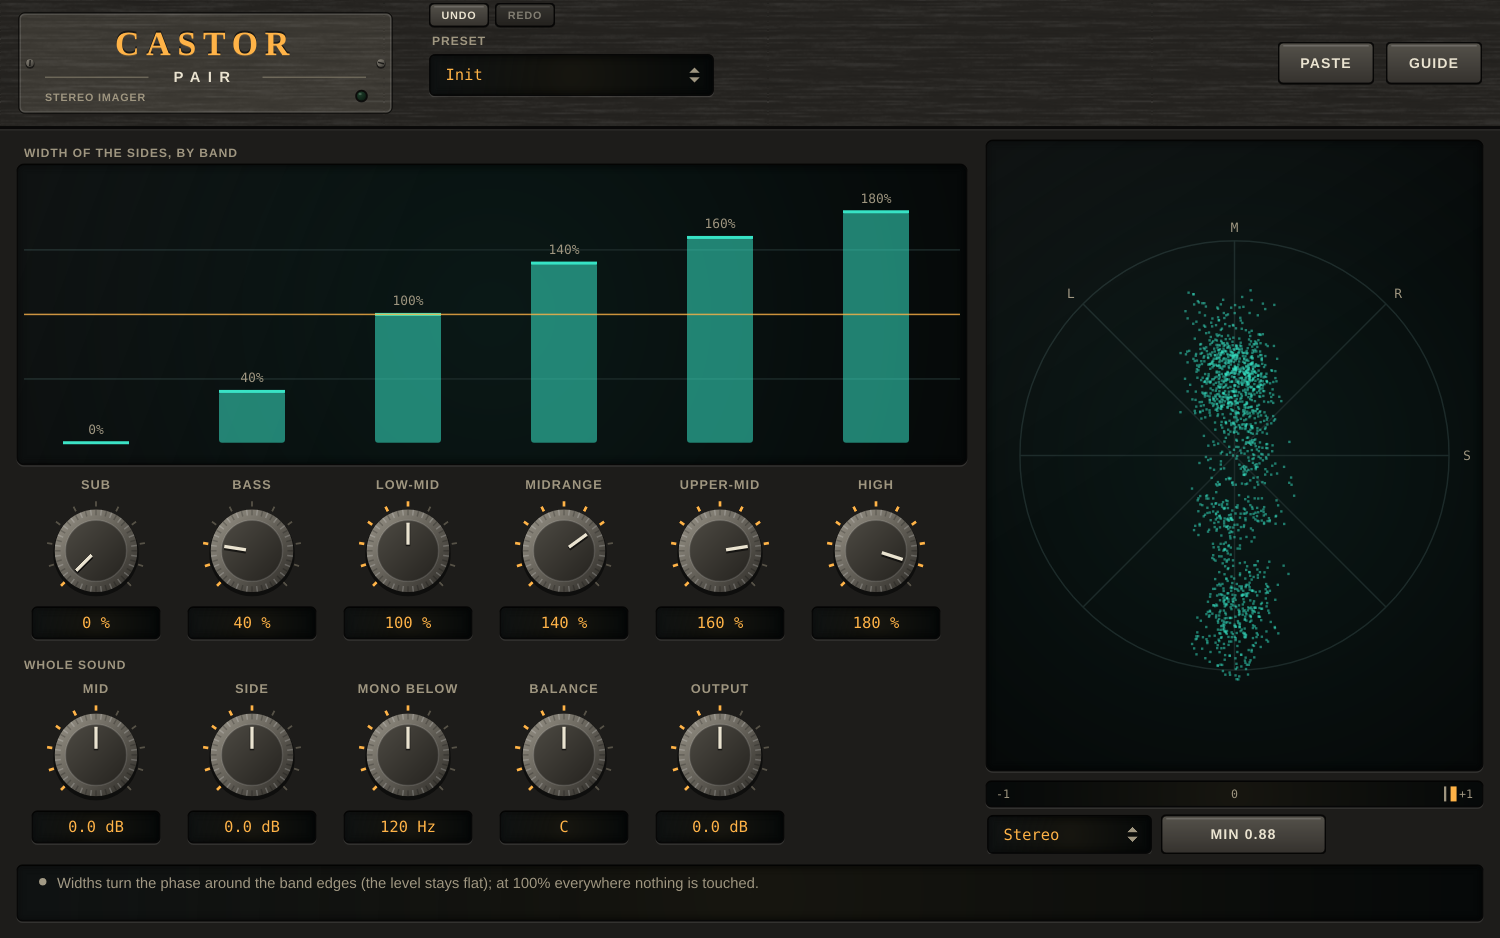 UNDO REDO
CASTOR
PAIR
STEREO IMAGER
PRESET
Init
PASTE GUIDE
WIDTH OF THE SIDES, BY BAND
0% 40% 100% 140% 160% 180%
SUB BASS LOW-MID MIDRANGE UPPER-MID HIGH
0 % 40 % 100 % 140 % 160 % 180 %
WHOLE SOUND
MID SIDE MONO BELOW BALANCE OUTPUT
0.0 dB 0.0 dB 120 Hz C 0.0 dB
M
L R
S
-1 0 +1
Stereo MIN 0.88
Widths turn the phase around the band edges (the level stays flat); at 100% everywhere nothing is touched.